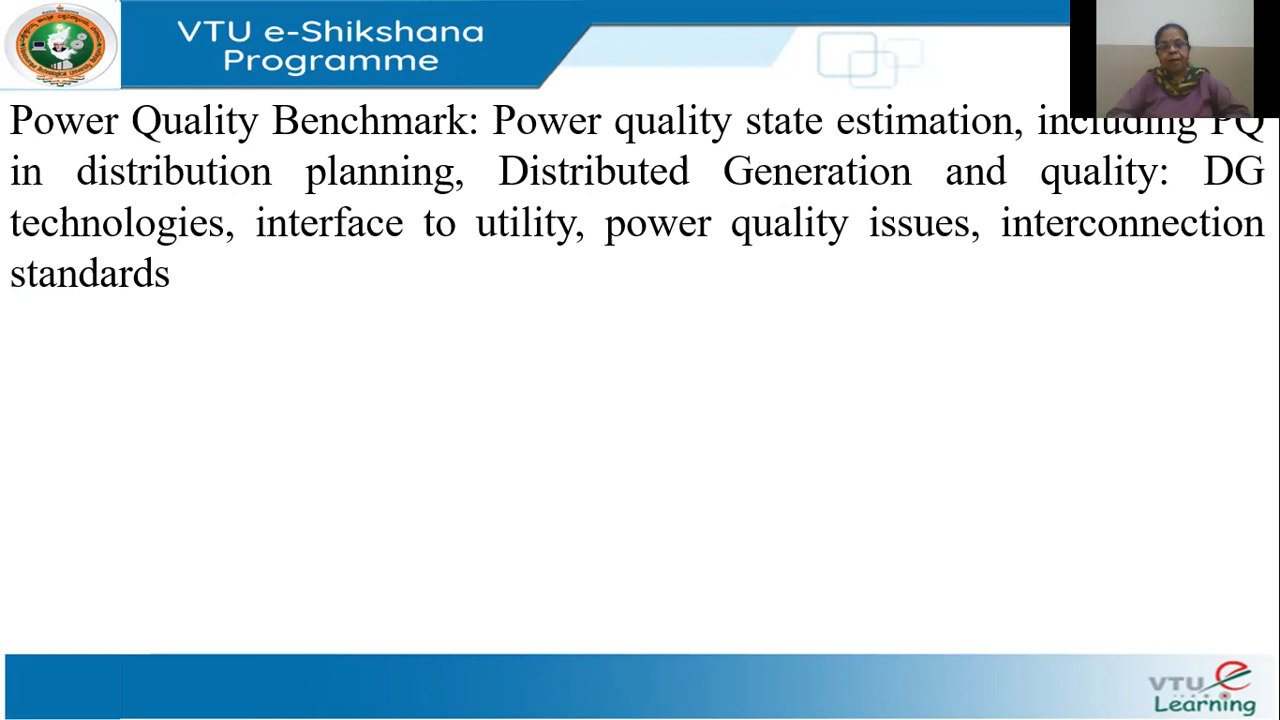 VTU e-Shikshana
Programme
Power Quality Benchmark: Power quality state estimation, including PQ
in distribution planning, Distributed Generation and quality: DG
technologies, interface to utility, power quality issues, interconnection
standards
VTU e
Learning